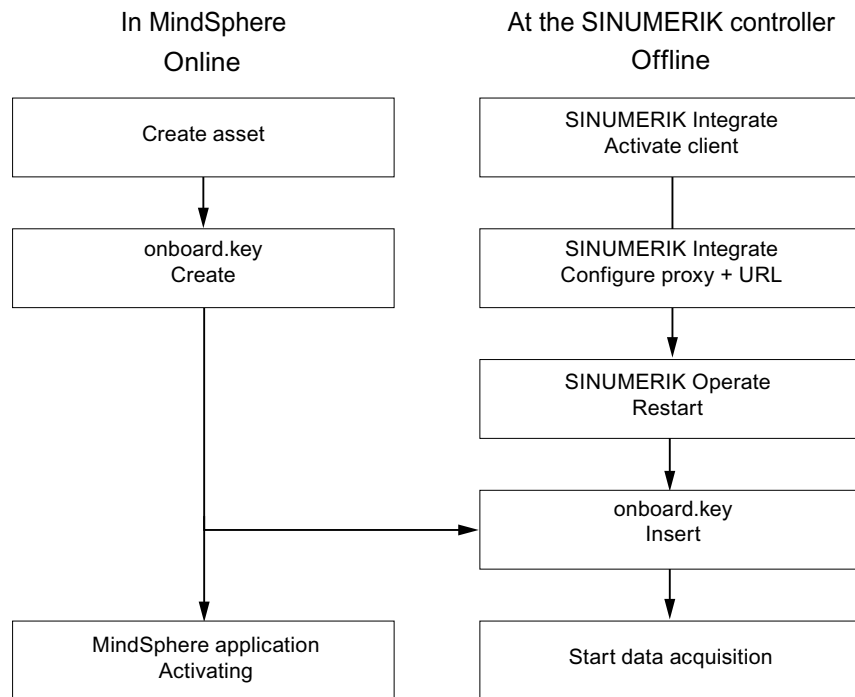 In MindSphere
Online
At the SINUMERIK controller
Offline
Create asset
SINUMERIK Integrate
Activate client
onboard.key
Create
SINUMERIK Integrate
Configure proxy + URL
SINUMERIK Operate
Restart
onboard.key
Insert
MindSphere application
Activating
Start data acquisition